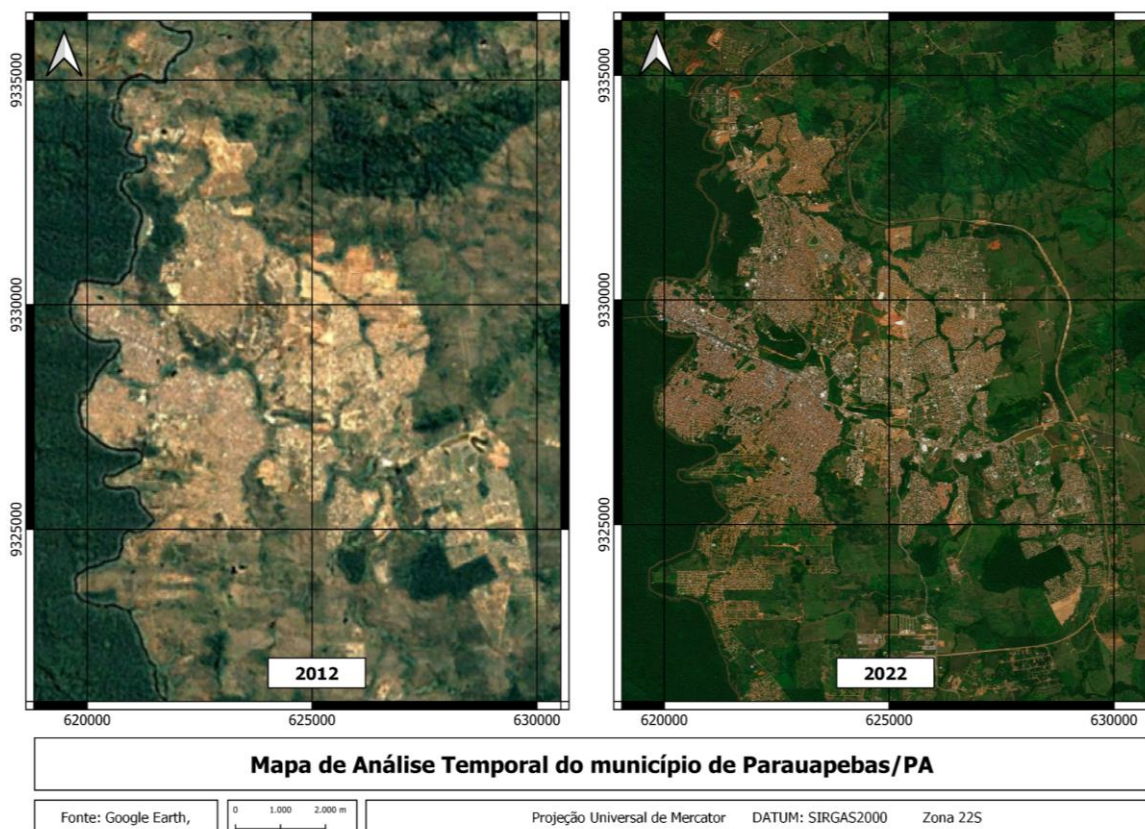 9335000
9330000
9325000
2012
620000 625000 630000
9335000
9330000
9325000
2022
620000 625000 630000
Mapa de Análise Temporal do município de Parauapebas/PA
Fonte: Google Earth,
0 1.000 2.000 m
Projeção Universal de Mercator DATUM: SIRGAS2000 Zona 22S